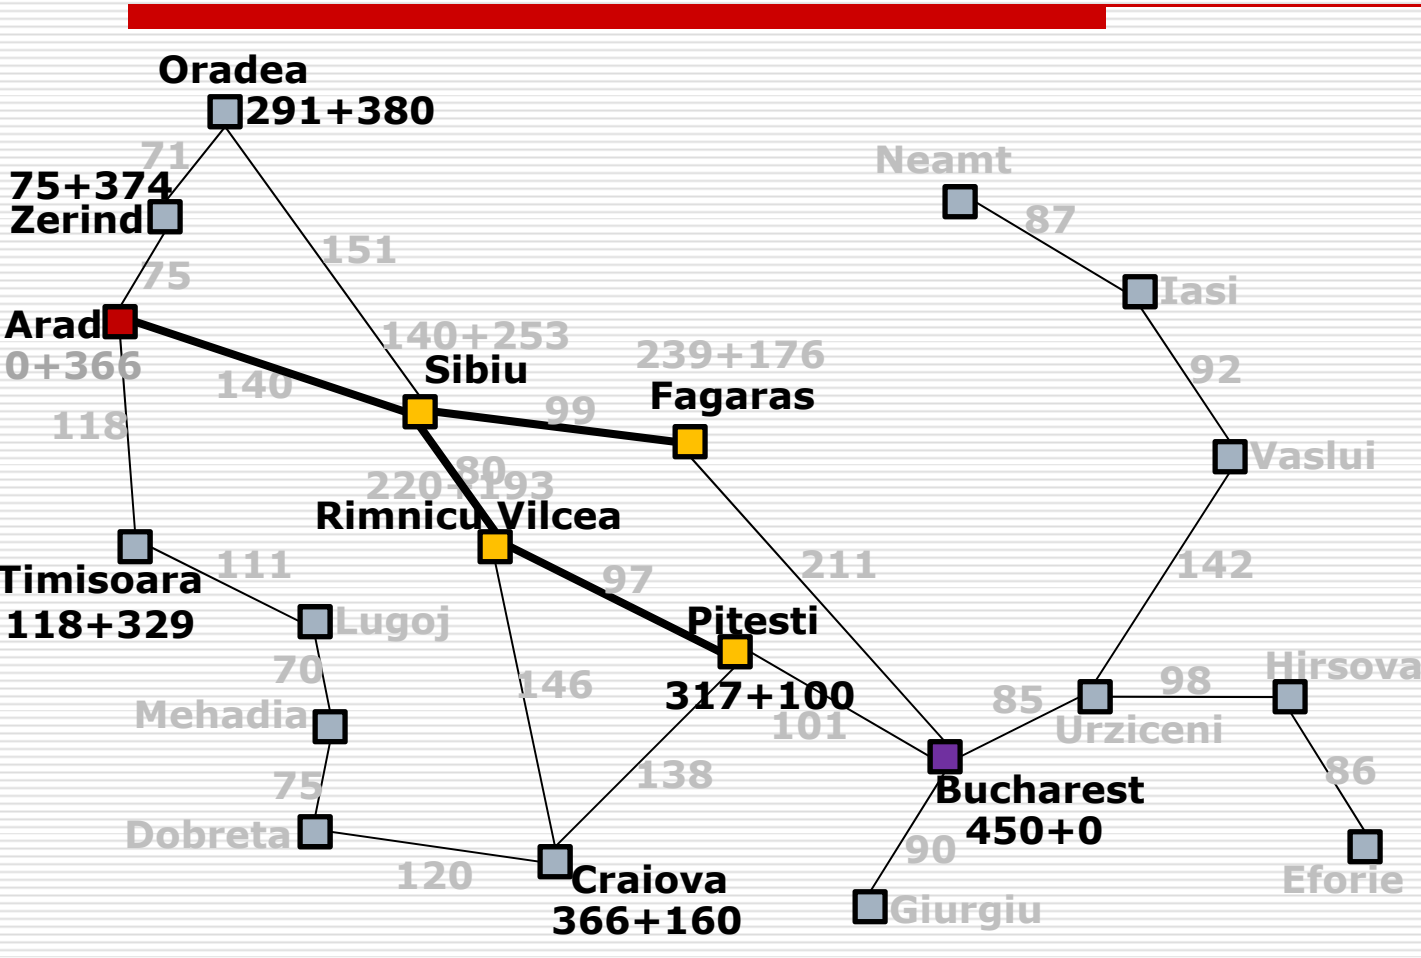 Oradea
291+380
71
Neamt
75+374
Zerind
87
151
75
Iasi
Arad
140+253
0+366
239+176
Sibiu
92
140
Fagaras
99
118
Vaslui
80
220+193
Rimnicu Vilcea
111
211
142
97
Timisoara
118+329
Lugoj
Pitesti
70
Hirsova
98
146
317+100
85
Mehadia
101
Urziceni
138
86
75
Bucharest
450+0
Dobreta
90
120
Craiova
Eforie
366+160
Giurgiu